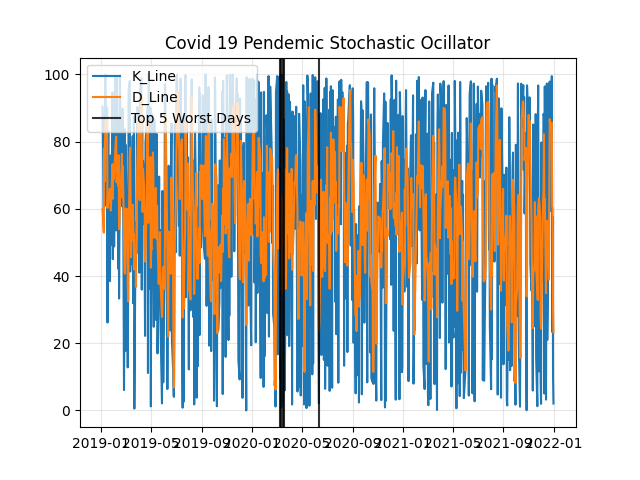 Covid 19 Pendemic Stochastic Ocillator
K_Line
D_Line
Top 5 Worst Days
100
80
60
40
20
0
2019-01 2019-05 2019-09 2020-01 2020-05 2020-09 2021-01 2021-05 2021-09 2022-01